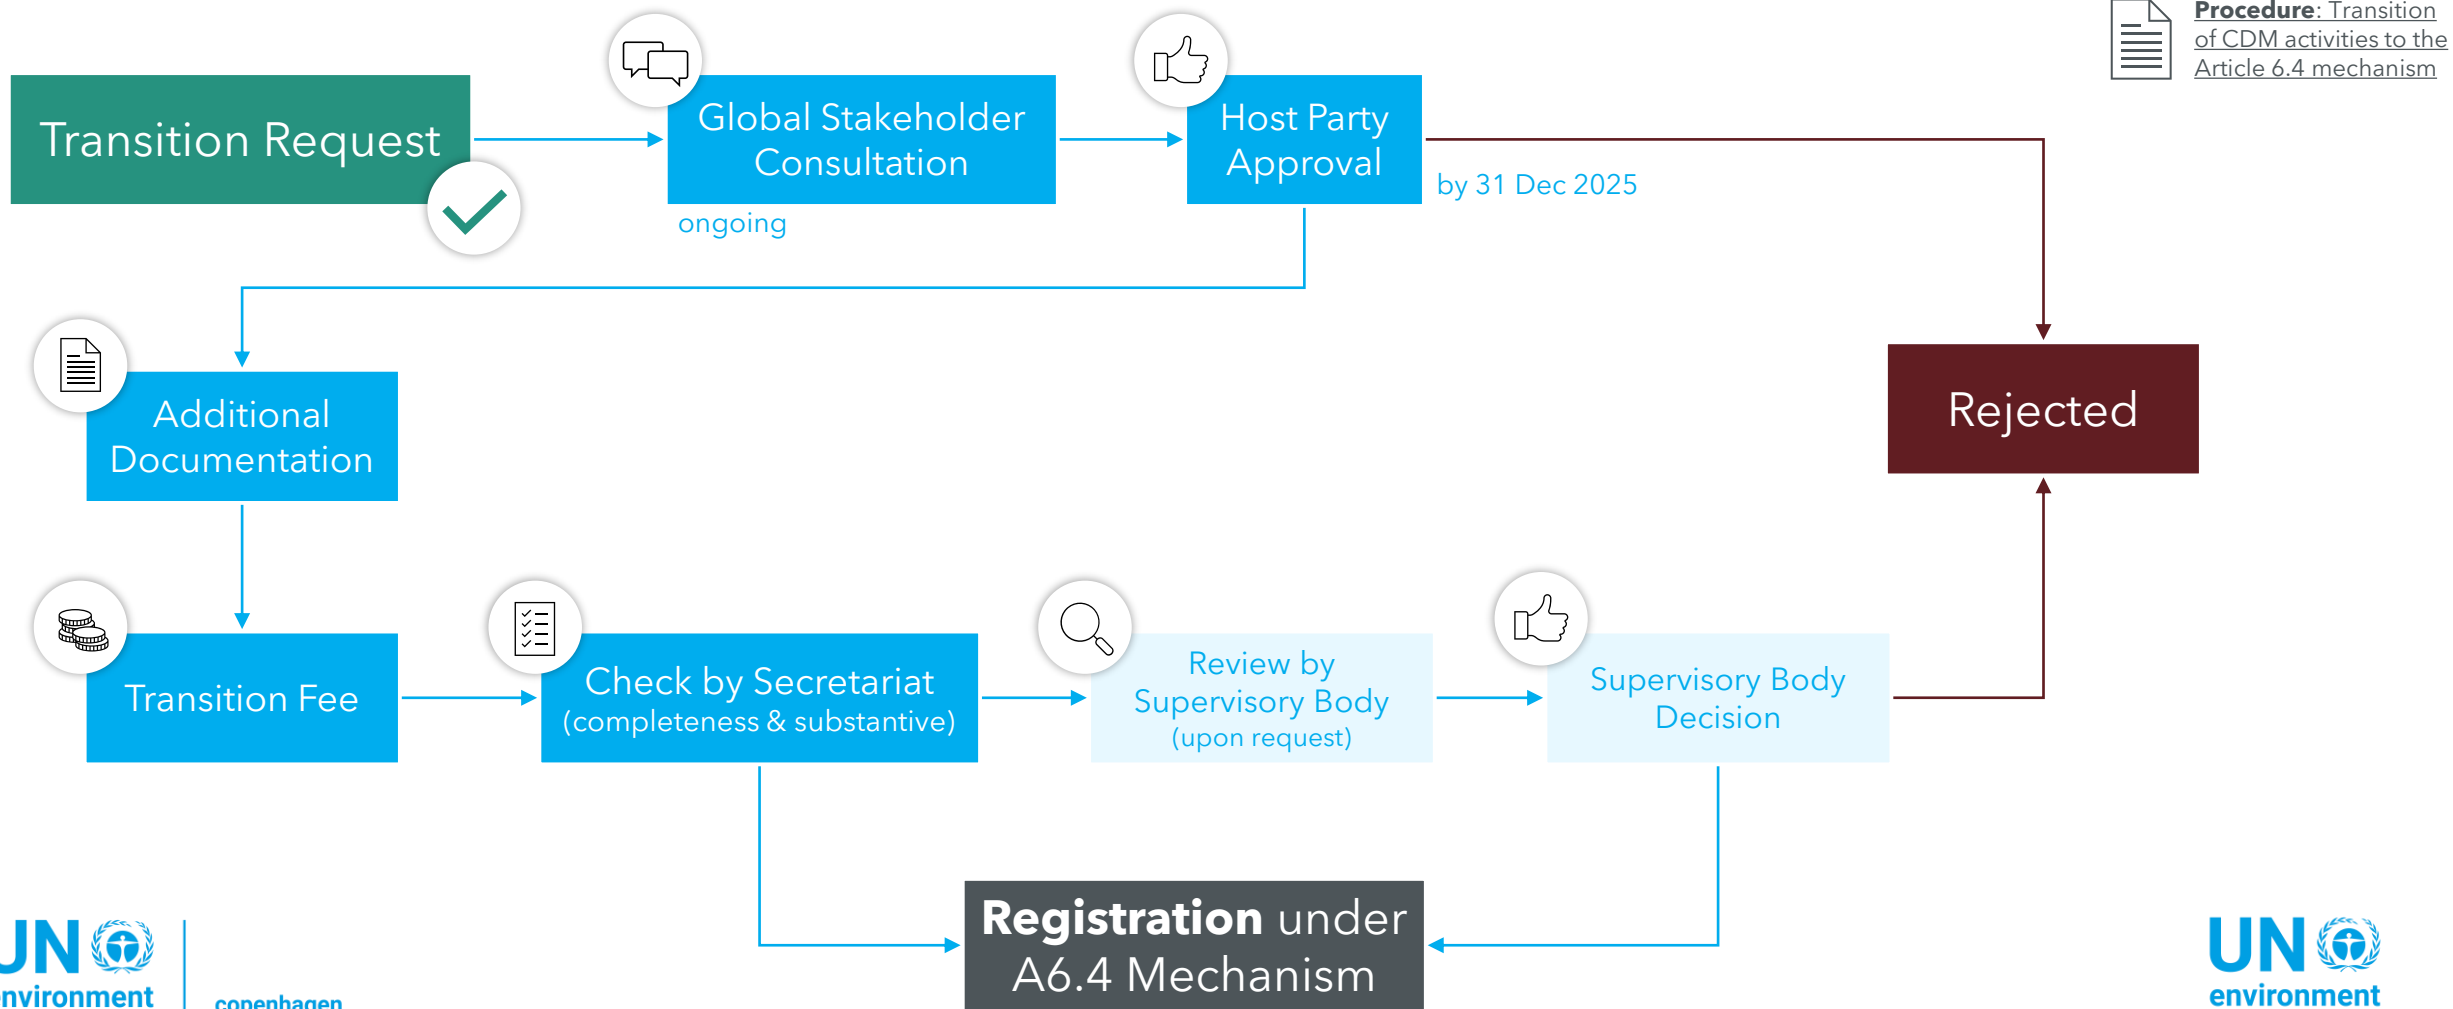 Procedure: Transition
of CDM activities to the
Article 6.4 mechanism
Transition Request
Global Stakeholder
Consultation
ongoing
Host Party
Approval
by 31 Dec 2025
Additional
Documentation
Rejected
Transition Fee
Check by Secretariat
(completeness & substantive)
Review by
Supervisory Body
(upon request)
Supervisory Body
Decision
Registration under
A6.4 Mechanism
UN
environment
copenhagen
UN
environment